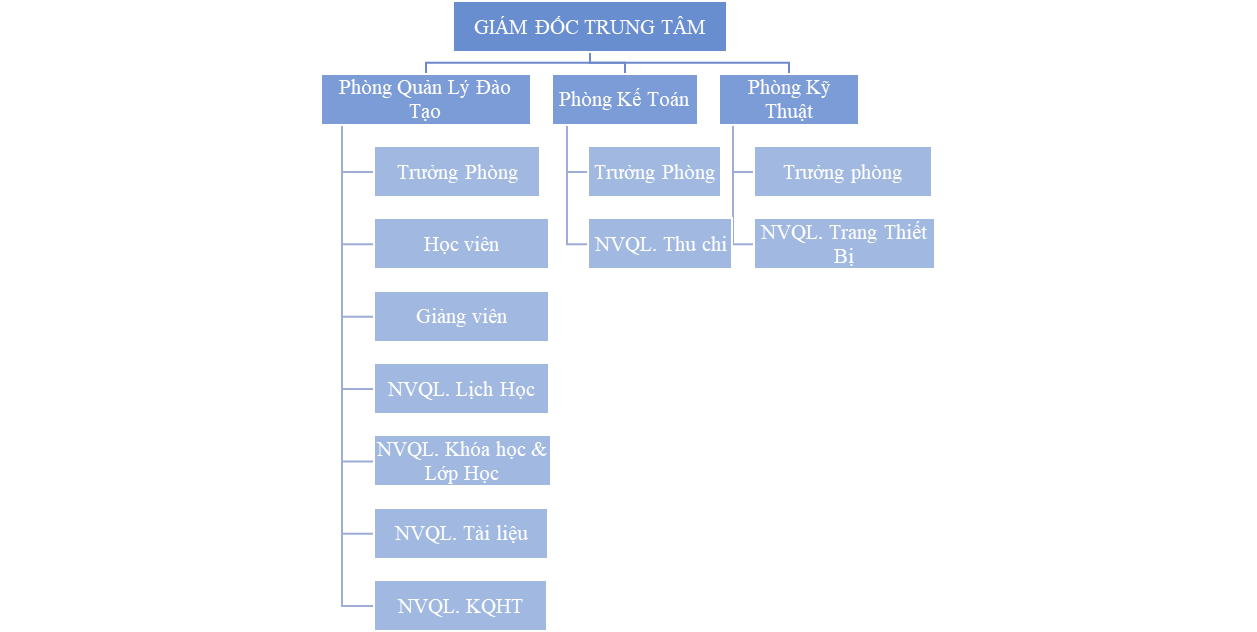 GIÁM ĐỐC TRUNG TÂM
Phòng Quản Lý Đào
Tạo
Phòng Kế Toán
Phòng Kỹ
Thuật
Trưởng Phòng
Học viên
Giảng viên
NVQL. Lịch Học
NVQL. Khóa học &
Lớp Học
NVQL. Tài liệu
NVQL. KQHT
Trưởng Phòng
NVQL. Thu chi
Trưởng phòng
NVQL. Trang Thiết
Bị